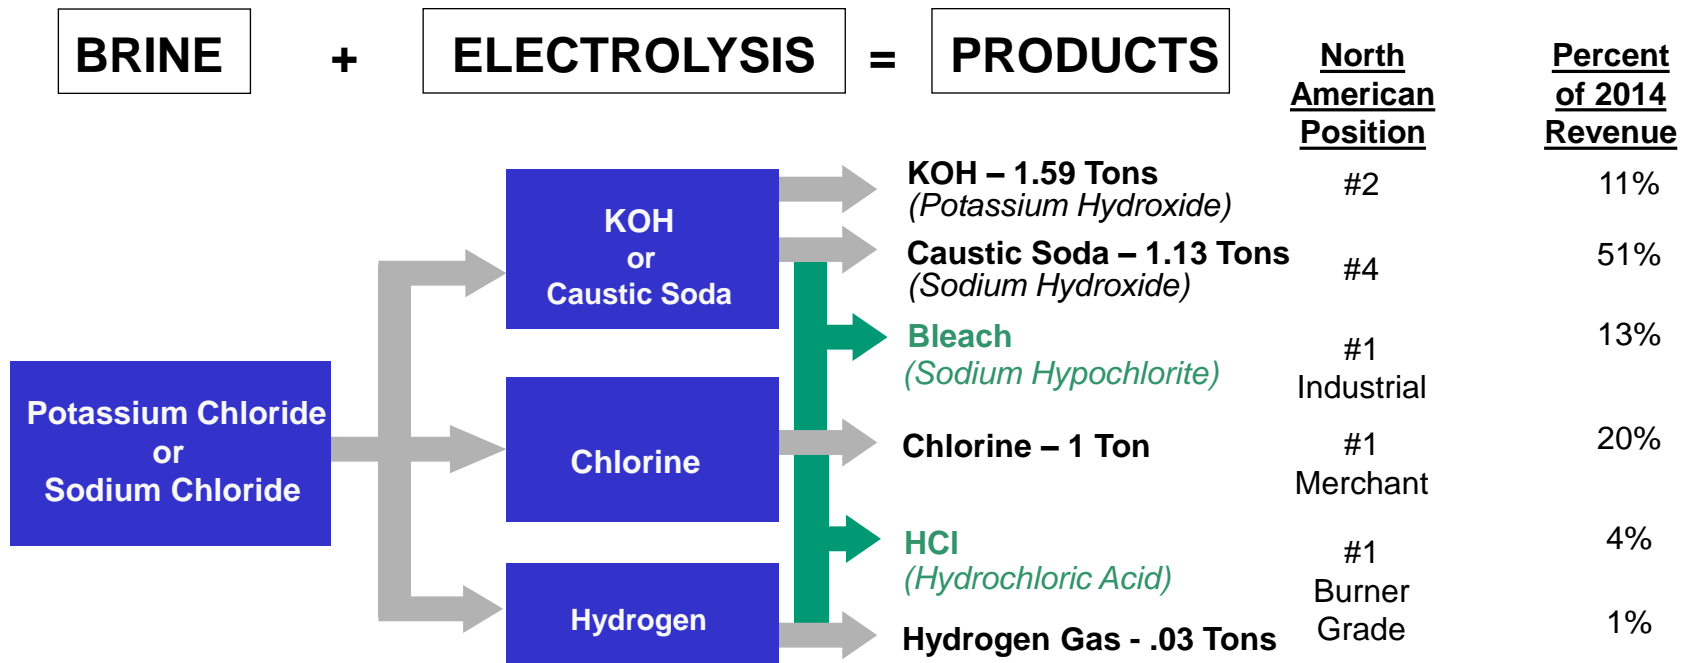 BRINE + ELECTROLYSIS = PRODUCTS
North
American
Position
Percent
of 2014
Revenue
Potassium Chloride
or
Sodium Chloride
KOH
or
Caustic Soda
Chlorine
Hydrogen
KOH – 1.59 Tons
(Potassium Hydroxide)
#2
11%
Caustic Soda – 1.13 Tons
(Sodium Hydroxide)
#4
51%
Bleach
(Sodium Hypochlorite)
#1
Industrial
13%
Chlorine – 1 Ton
#1
Merchant
20%
HCl
(Hydrochloric Acid)
#1
Burner
Grade
4%
Hydrogen Gas - .03 Tons
1%